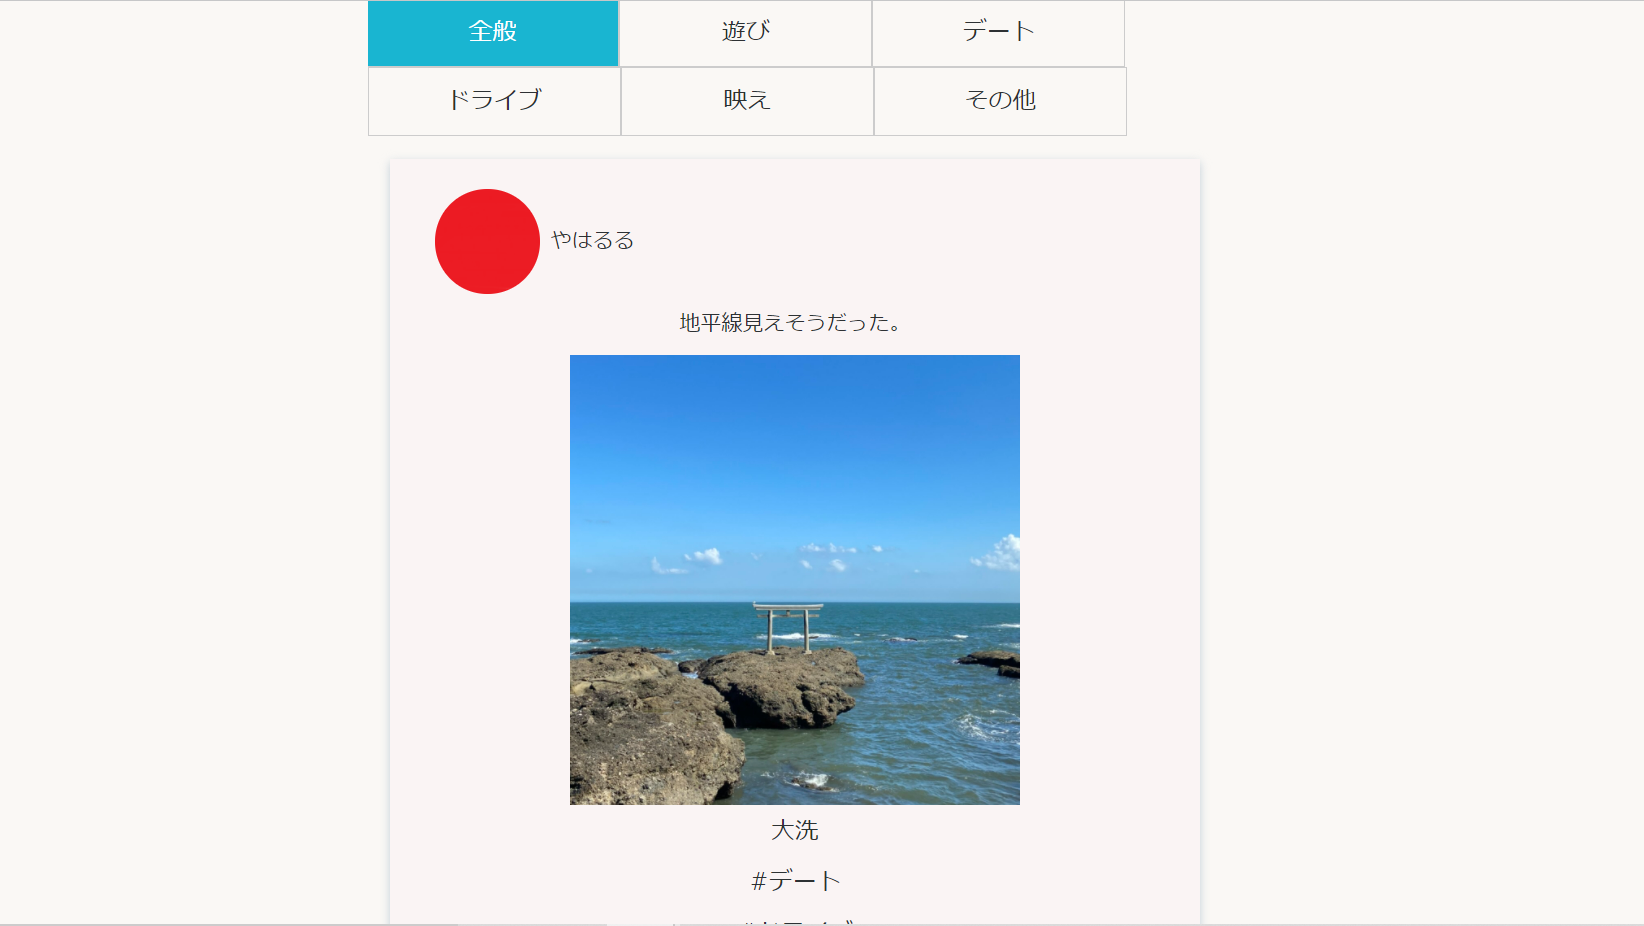 全般 遊び デート
ドライブ 映え その他
やはるる
地平線見えそうだった。
大洗
#デート